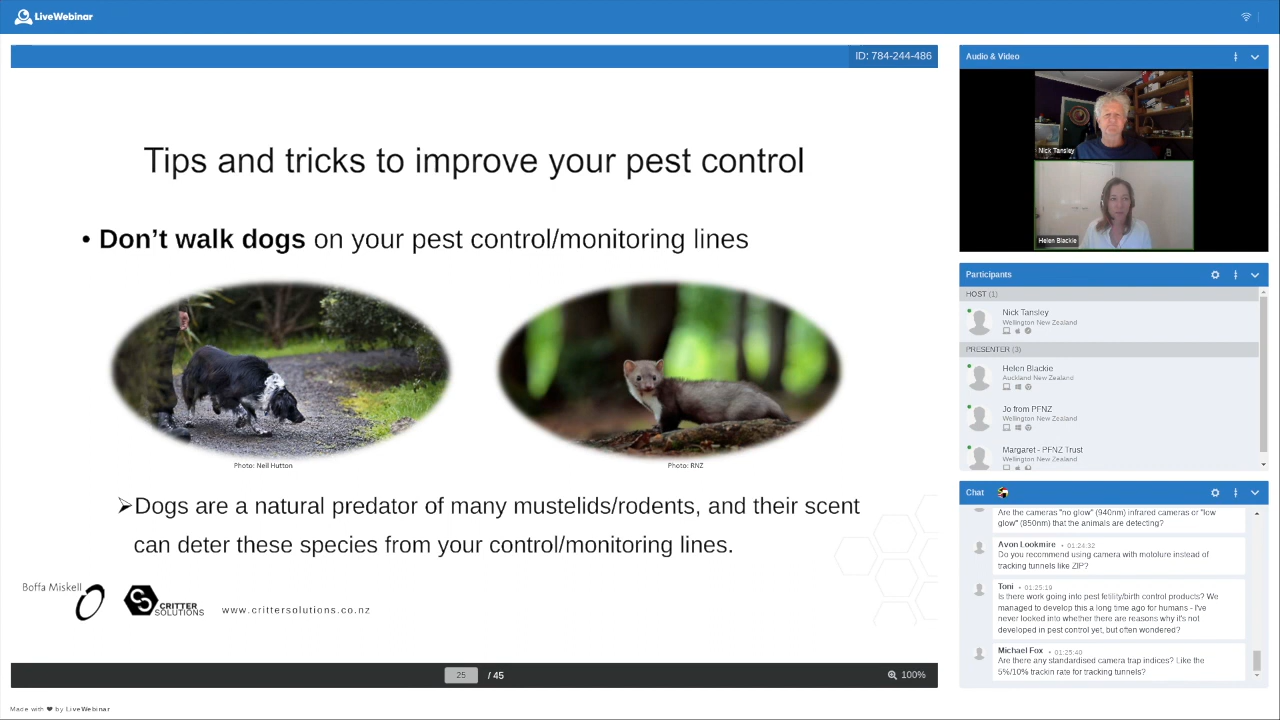 LiveWebinar
ID: 784-244-486
Tips and tricks to improve your pest control
• Don't walk dogs on your pest control/monitoring lines
Photo: Neil Hutton
Photo: RNZ
➢Dogs are a natural predator of many mustelids/rodents, and their scent
can deter these species from your control/monitoring lines.
Boffa Miskell
CRITTER
SOLUTIONS
www.crittersolutions.co.nz
25 / 45
100%
Made with ❤ by LiveWebinar
Audio & Video
Nick Tansley
Helen Blackie
Participants
HOST (1)
Nick Tansley
Wellington New Zealand
PRESENTER (3)
Helen Blackie
Auckland New Zealand
Jo from PFNZ
Wellington New Zealand
Margaret - PFNZ Trust
Wellington New Zealand
Chat
Are the cameras "no glow" (940nm) infrared cameras or "low
glow" (850nm) that the animals are detecting?
Avon Lookmire • 01:24:32
Do you recommend using camera with mololure instead of
tracking tunnels like ZIP?
Toni • 01:25:19
Is there work going into pest fetility/birth control products? We
managed to develop this a long time ago for humans - I've
never looked into whether there are reasons why it's not
developed in pest control yet, but often wondered?
Michael Fox • 01:25:40
Are there any standardised camera trap indices? Like the
5%/10% trackin rate for tracking tunnels?